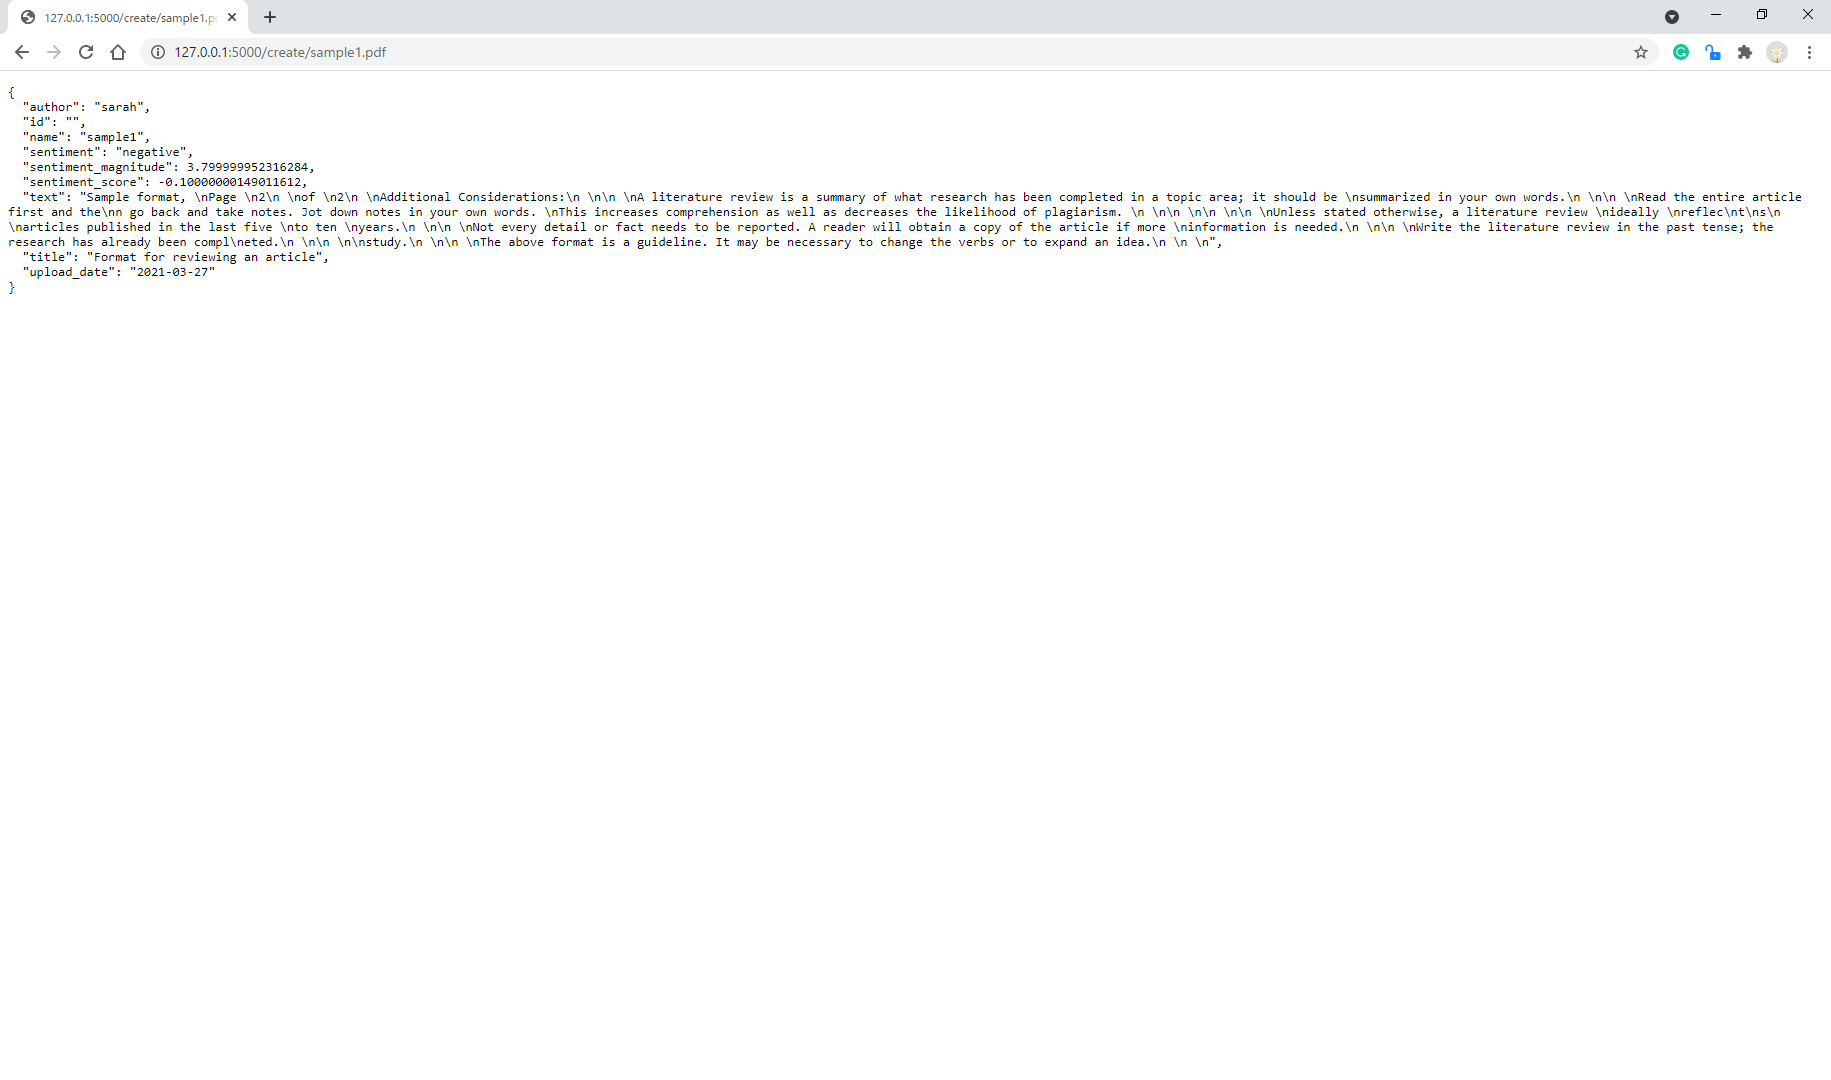 127.0.0.1:5000/create/sample1.p
127.0.0.1:5000/create/sample1.pdf
{
  "author": "sarah",
  "id": "",
  "name": "sample1",
  "sentiment": "negative",
  "sentiment_magnitude": 3.799999952316284,
  "sentiment_score": -0.10000000149011612,
  "text": "Sample format, \nPage \n2\n \nof \n2\n \nAdditional Considerations:\n \n\n \nA literature review is a summary of what research has been completed in a topic area; it should be \nsummarized in your own words.\n \n\n \nRead the entire article
first and the\nn go back and take notes. Jot down notes in your own words. \nThis increases comprehension as well as decreases the likelihood of plagiarism. \n \n\n \n\n \n\n \nUnless stated otherwise, a literature review \nideally \nreflec\nt\ns\n
\narticles published in the last five \nto ten \nyears.\n \n\n \nNot every detail or fact needs to be reported. A reader will obtain a copy of the article if more \ninformation is needed.\n \n\n \nWrite the literature review in the past tense; the
research has already been compl\neted.\n \n\n \n\nstudy.\n \n\n \nThe above format is a guideline. It may be necessary to change the verbs or to expand an idea.\n \n \n",
  "title": "Format for reviewing an article",
  "upload_date": "2021-03-27"
}